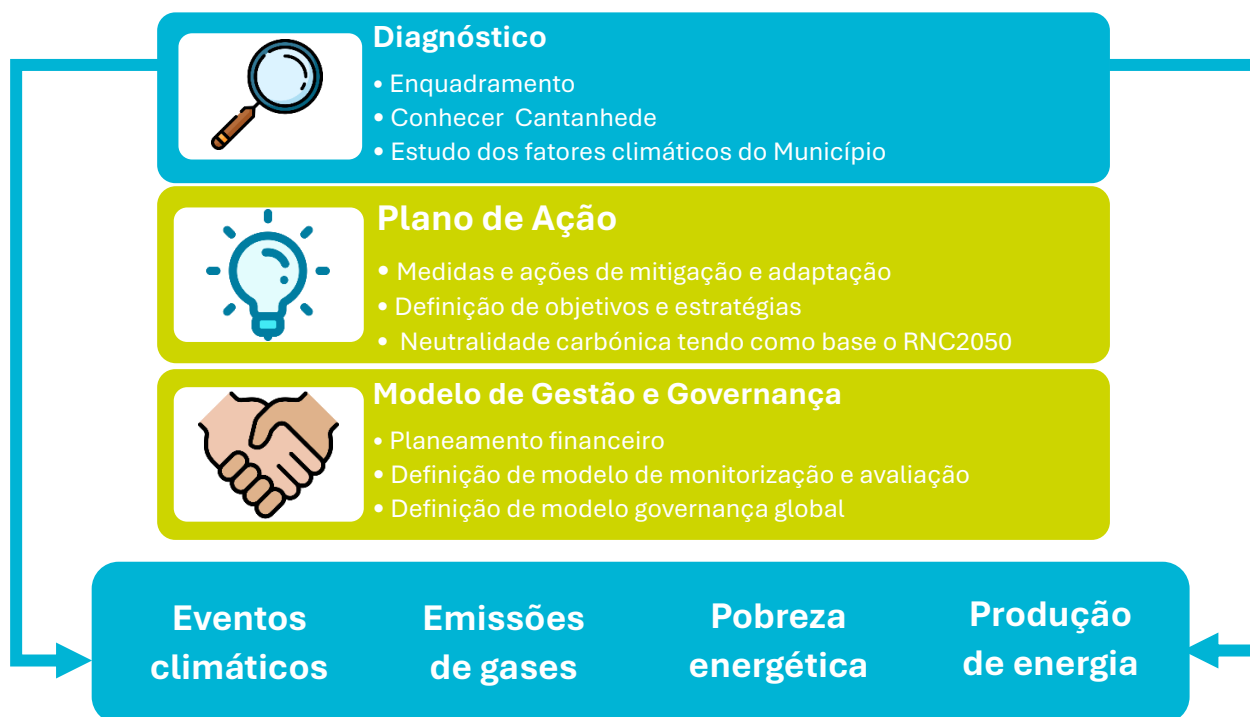 Diagnóstico
• Enquadramento
• Conhecer Cantanhede
• Estudo dos fatores climáticos do Município
Plano de Ação
• Medidas e ações de mitigação e adaptação
• Definição de objetivos e estratégias
• Neutralidade carbónica tendo como base o RNC2050
Modelo de Gestão e Governança
• Planeamento financeiro
• Definição de modelo de monitorização e avaliação
• Definição de modelo governança global
Eventos
climáticos
Emissões
de gases
Pobreza
energética
Produção
de energia